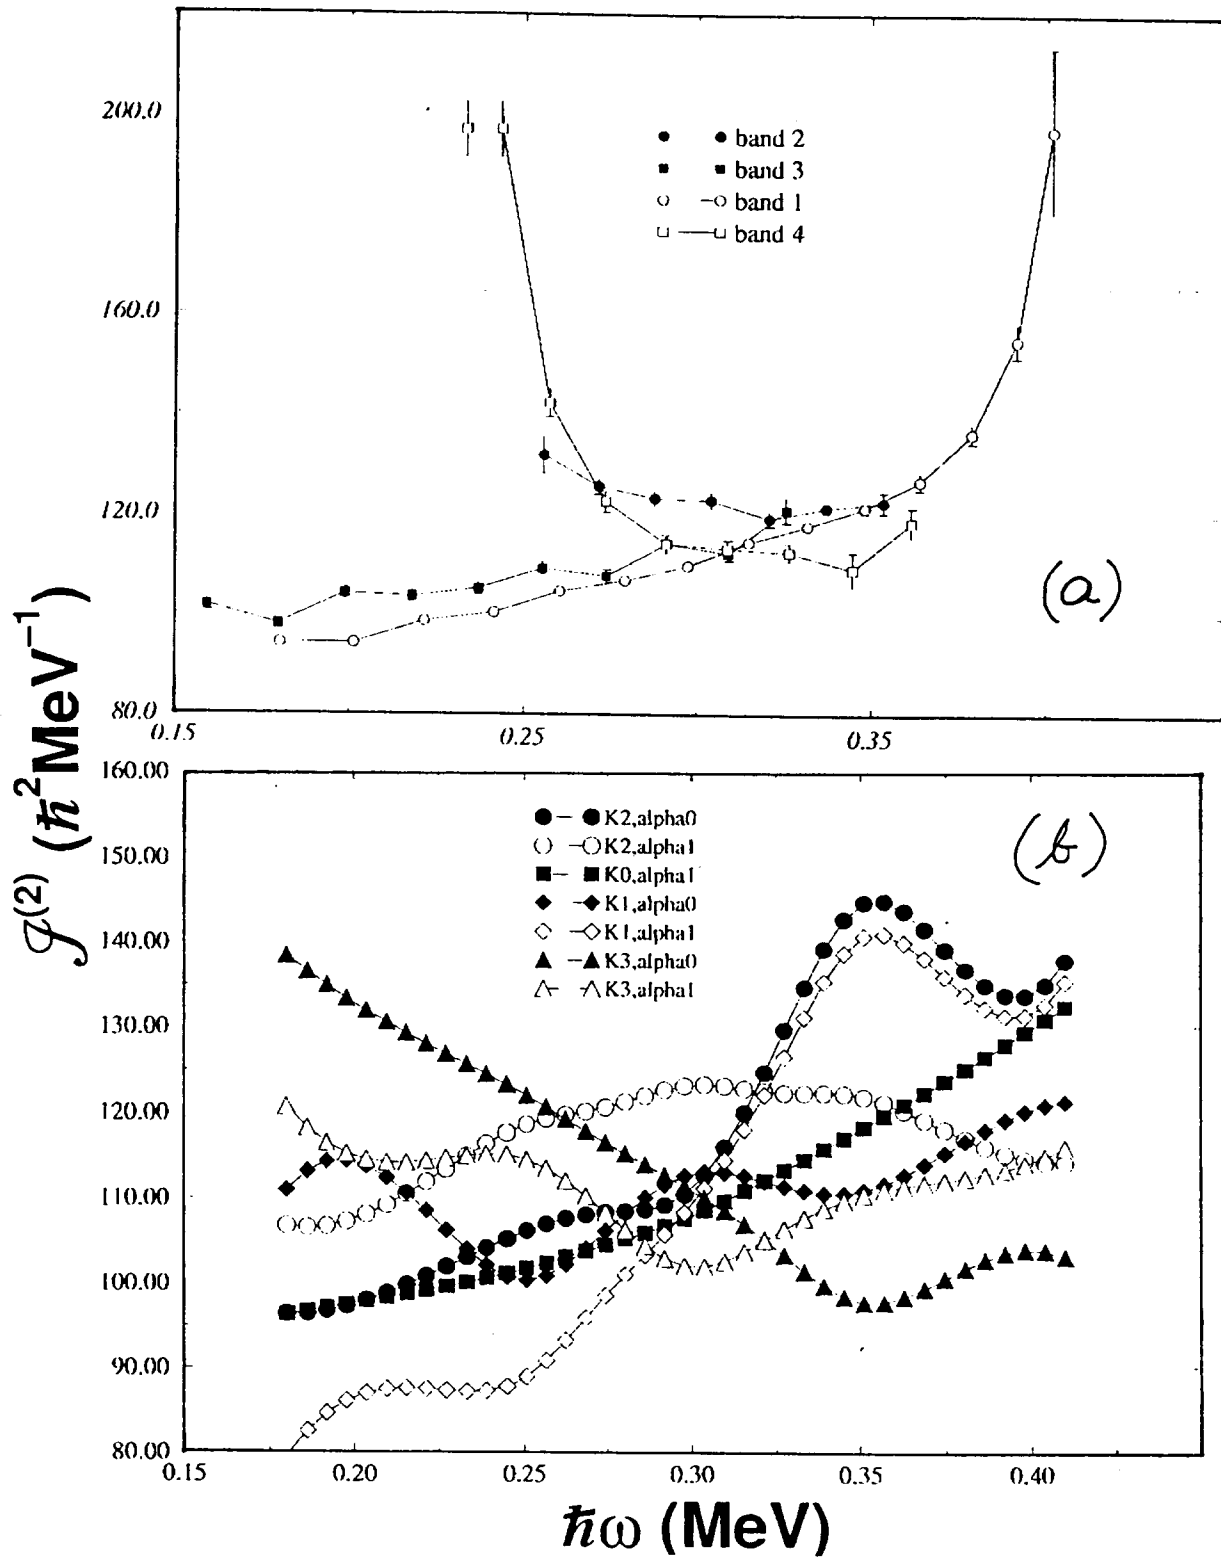 200.0
160.0
120.0
80.0
0.15
0.25
0.35
band 2
band 3
band 1
band 4
(a)
𝒥⁽²⁾ (ℏ²MeV⁻¹)
160.00
150.00
140.00
130.00
120.00
110.00
100.00
90.00
80.00
K2,alpha0
K2,alpha1
K0,alpha1
K1,alpha0
K1,alpha1
K3,alpha0
K3,alpha1
(b)
0.15
0.20
0.25
0.30
0.35
0.40
ℏω (MeV)